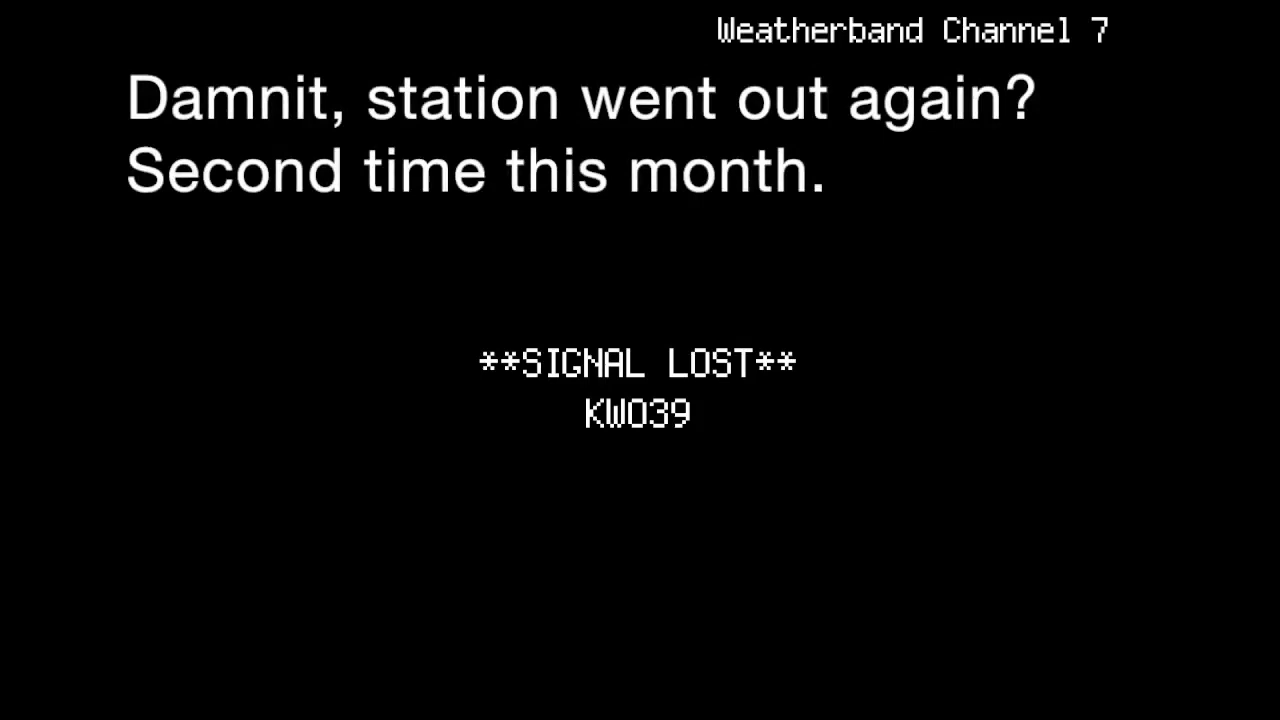 Weatherband Channel 7
Damnit, station went out again?
Second time this month.
**SIGNAL LOST**
KWO39